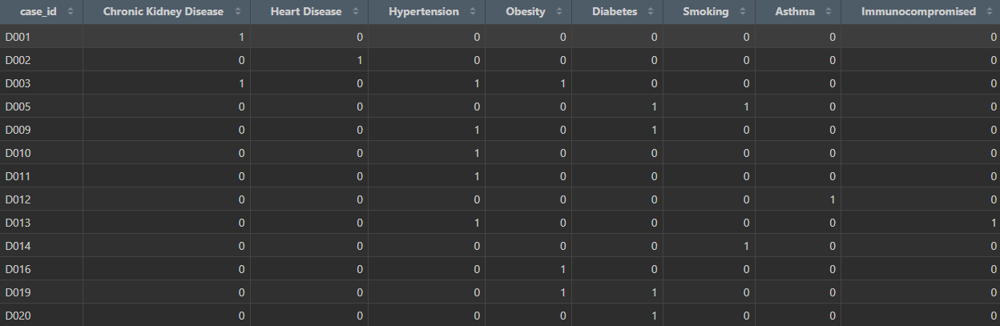 case_id Chronic Kidney Disease Heart Disease Hypertension Obesity Diabetes Smoking Asthma Immunocompromised
D001 1 0 0 0 0 0 0 0
D002 0 1 0 0 0 0 0 0
D003 1 0 1 1 0 0 0 0
D005 0 0 0 0 1 1 0 0
D009 0 0 1 0 1 0 0 0
D010 0 0 1 0 0 0 0 0
D011 0 0 1 0 0 0 0 0
D012 0 0 0 0 0 0 1 0
D013 0 0 1 0 0 0 0 1
D014 0 0 0 0 0 1 0 0
D016 0 0 0 1 0 0 0 0
D019 0 0 0 1 1 0 0 0
D020 0 0 0 0 1 0 0 0